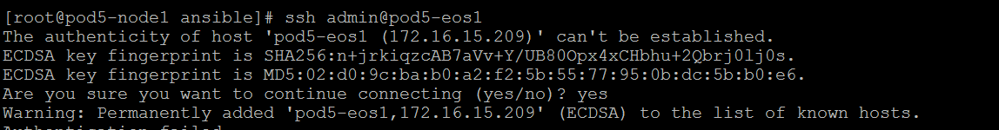 [root@pod5-node1 ansible]# ssh admin@pod5-eos1
The authenticity of host 'pod5-eos1 (172.16.15.209)' can't be established.
ECDSA key fingerprint is SHA256:n+jrkiqzcAB7aVv+Y/UB80Opx4xCHbhu+2Qbrj0lj0s.
ECDSA key fingerprint is MD5:02:d0:9c:ba:b0:a2:f2:5b:55:77:95:0b:dc:5b:b0:e6.
Are you sure you want to continue connecting (yes/no)? yes
Warning: Permanently added 'pod5-eos1,172.16.15.209' (ECDSA) to the list of known hosts.
Authentication failed